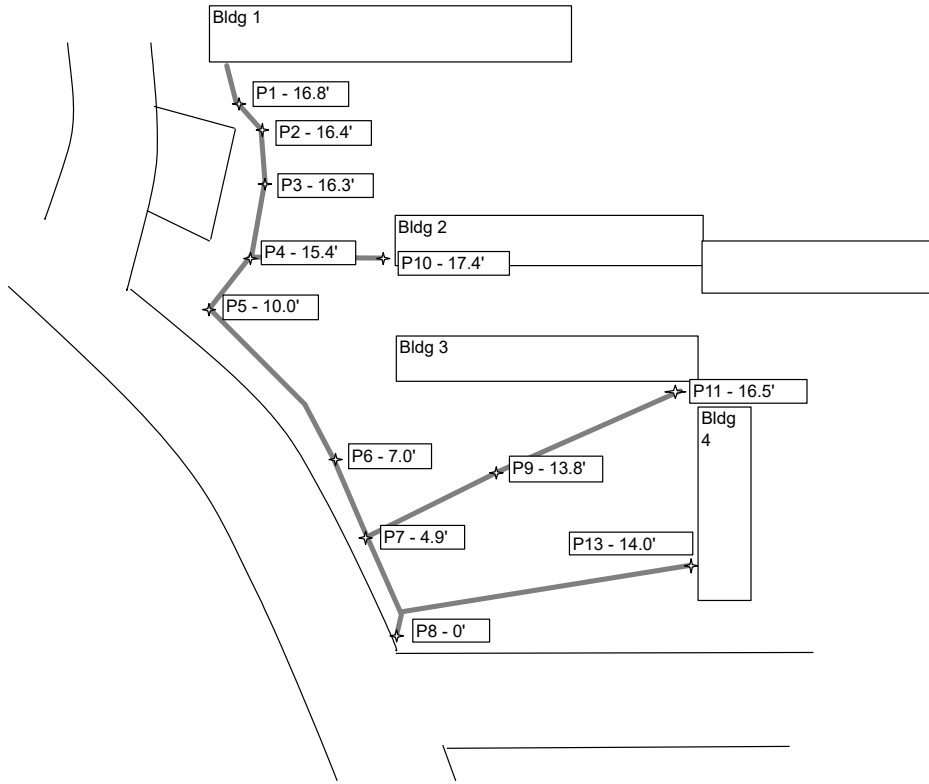 Bldg 1
P1 - 16.8'
P2 - 16.4'
P3 - 16.3'
Bldg 2
P4 - 15.4'
P10 - 17.4'
P5 - 10.0'
Bldg 3
P11 - 16.5'
Bldg
4
P6 - 7.0'
P9 - 13.8'
P7 - 4.9'
P13 - 14.0'
P8 - 0'